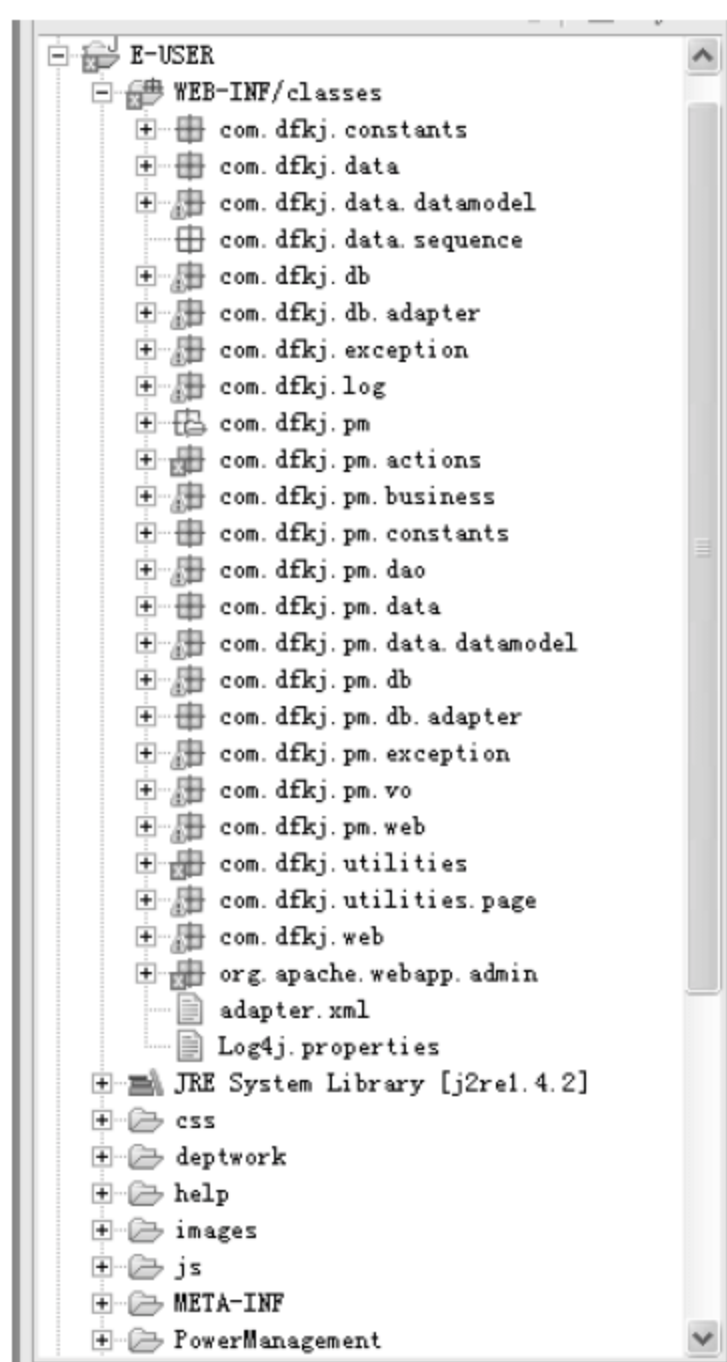 E-USER
WEB-INF/classes
com.dfkj.constants
com.dfkj.data
com.dfkj.data.datamodel
com.dfkj.data.sequence
com.dfkj.db
com.dfkj.db.adapter
com.dfkj.exception
com.dfkj.log
com.dfkj.pm
com.dfkj.pm.actions
com.dfkj.pm.business
com.dfkj.pm.constants
com.dfkj.pm.dao
com.dfkj.pm.data
com.dfkj.pm.data.datamodel
com.dfkj.pm.db
com.dfkj.pm.db.adapter
com.dfkj.pm.exception
com.dfkj.pm.vo
com.dfkj.pm.web
com.dfkj.utilities
com.dfkj.utilities.page
com.dfkj.web
org.apache.webapp.admin
adapter.xml
Log4j.properties
JRE System Library [j2re1.4.2]
css
deptwork
help
images
js
META-INF
PowerManagement